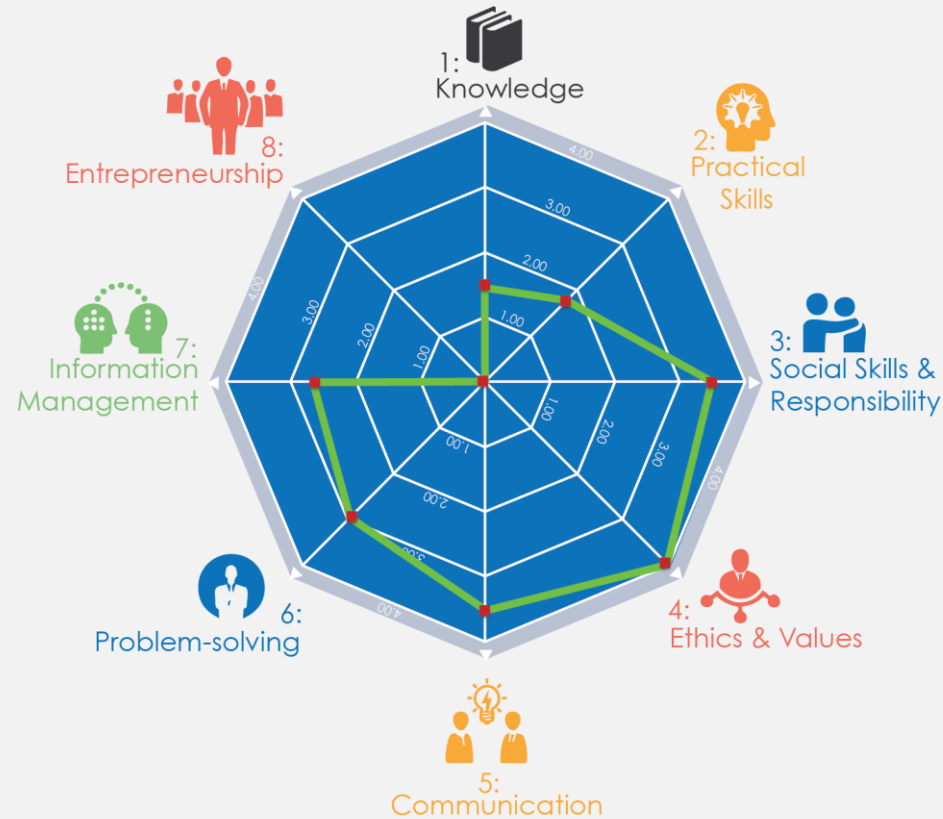 1:
Knowledge
2:
Practical
Skills
3:
Social Skills &
Responsibility
4:
Ethics & Values
5:
Communication
6:
Problem-solving
7:
Information
Management
8:
Entrepreneurship
4.00
3.00
2.00
1.00
4.00
3.00
2.00
1.00
1.00
2.00
3.00
4.00
1.00
2.00
3.00
4.00